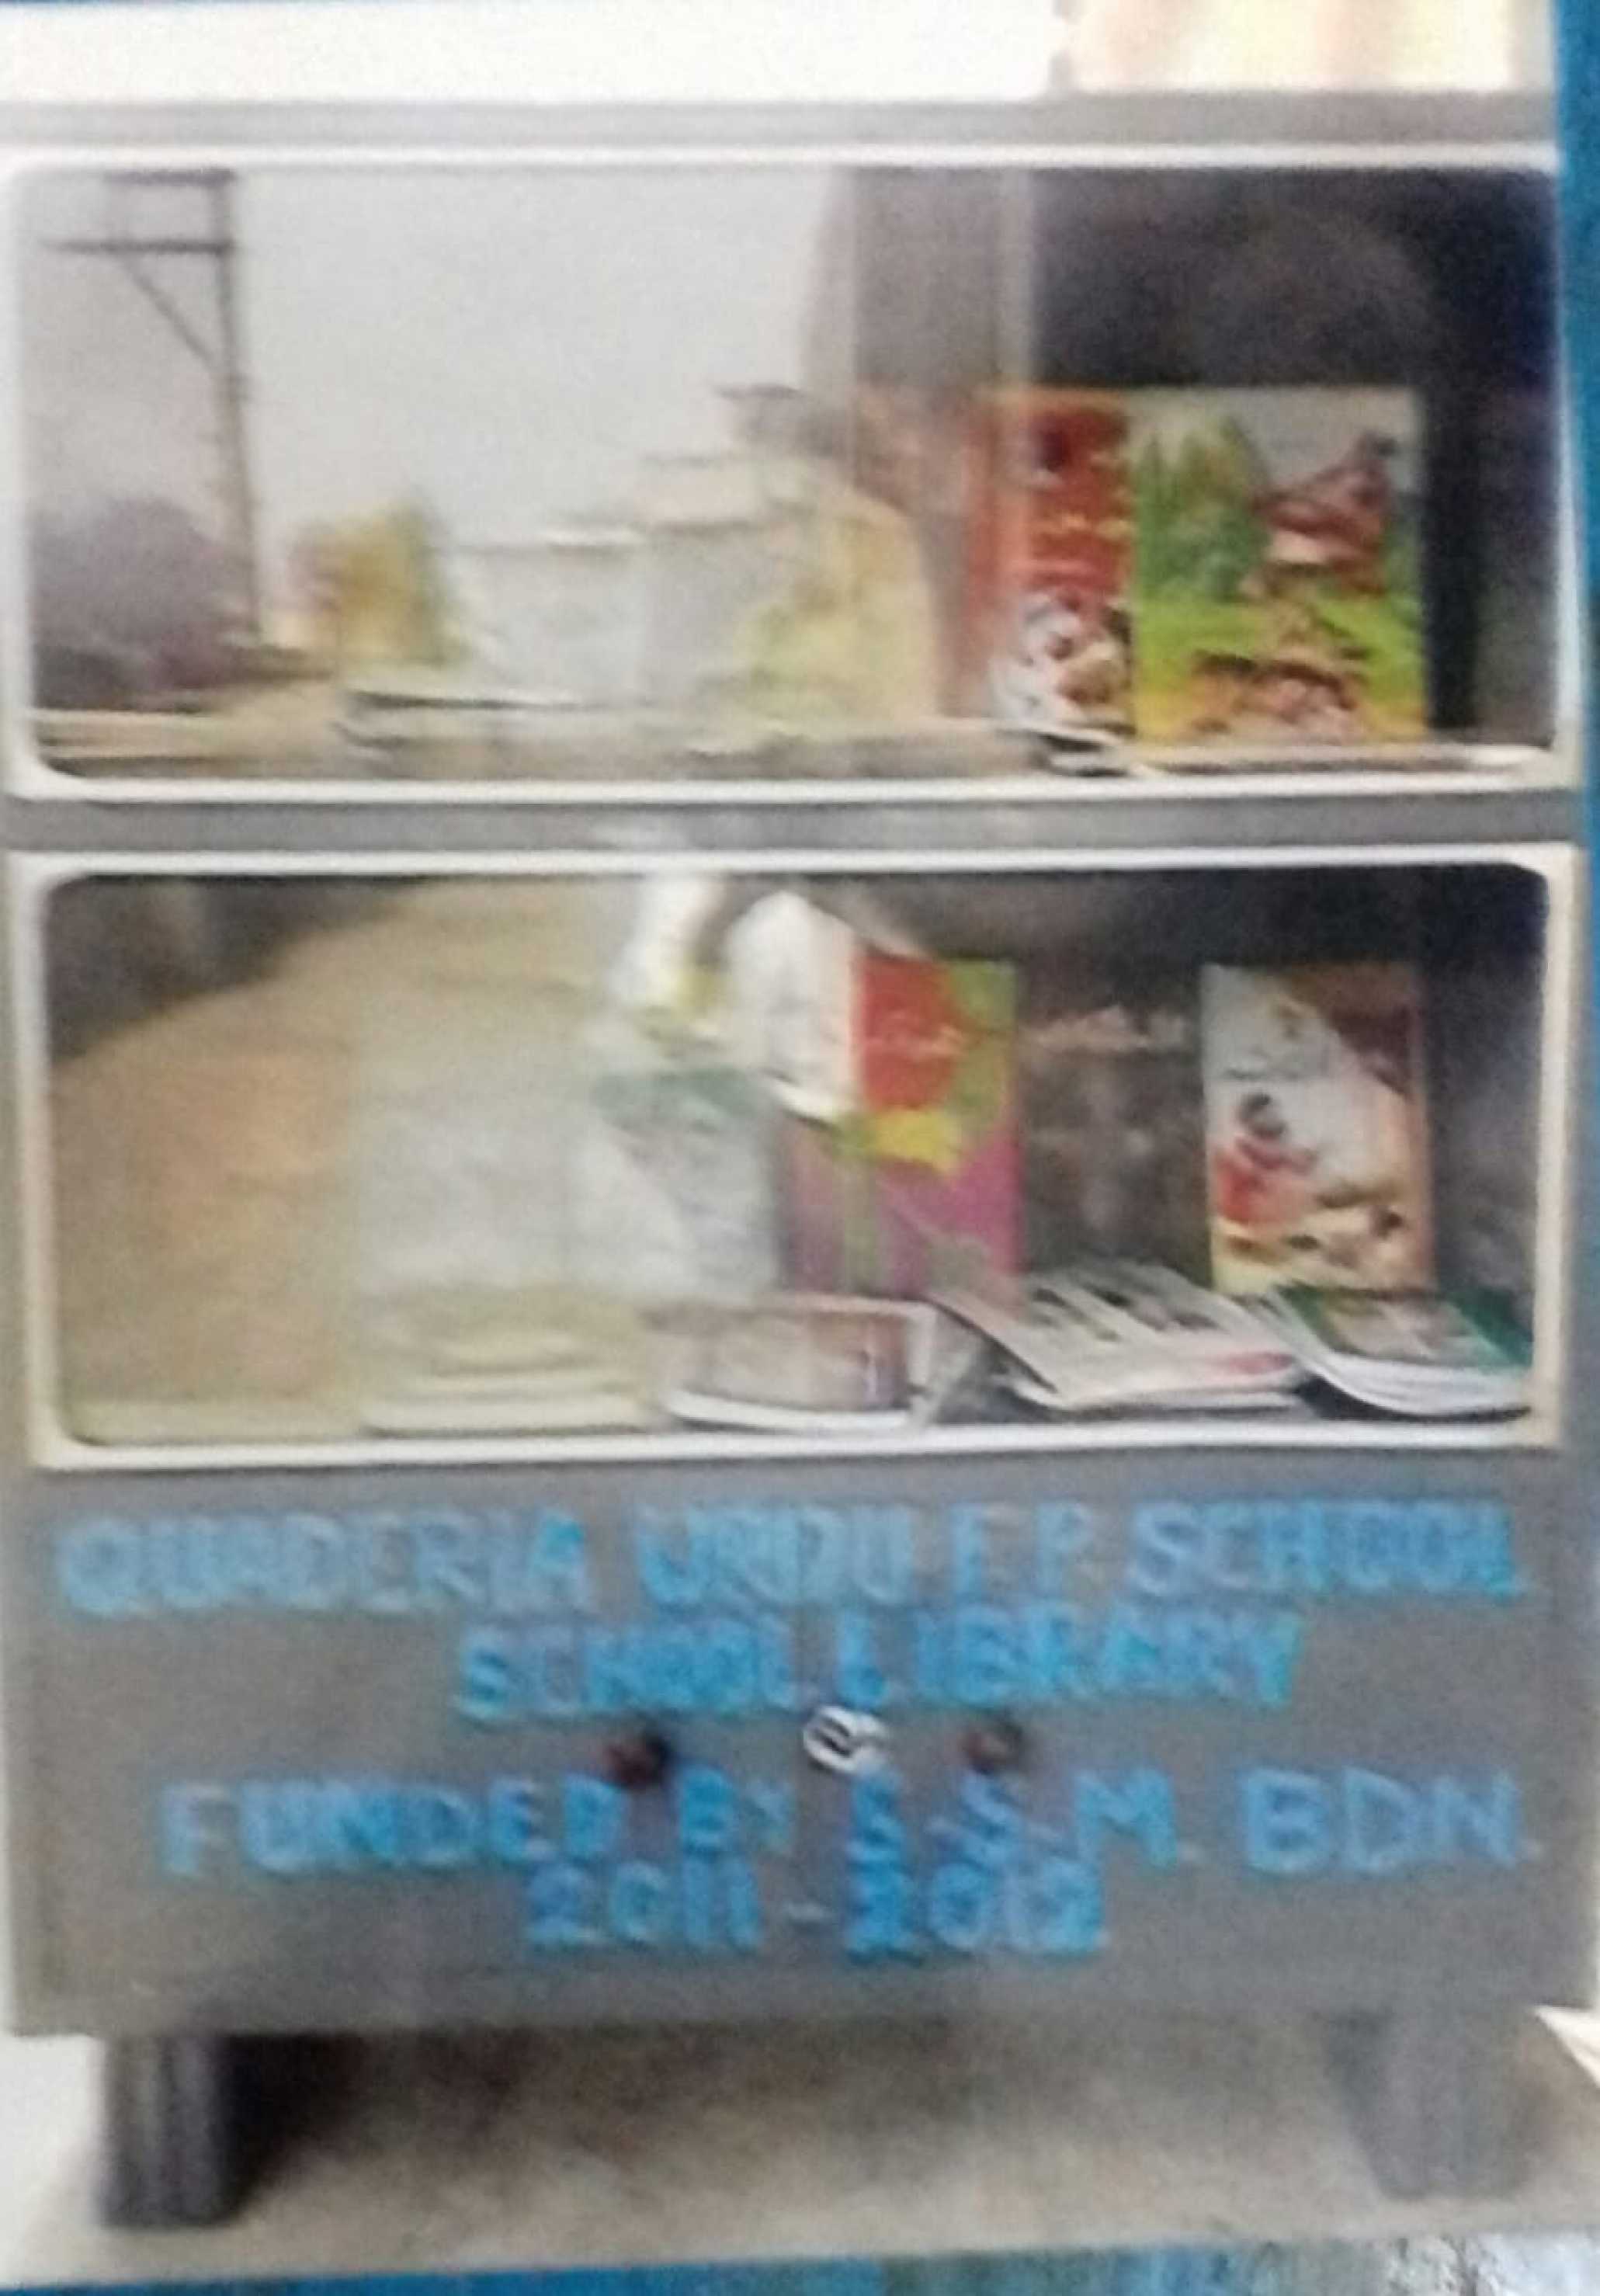 QUADERIA URDU F.P. SCHOOL
SCHOOL LIBRARY
FUNDED BY S.S.M. BDN.
2011-2012